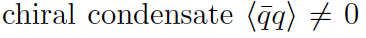 chiral condensate ⟨q̄q⟩ ≠ 0